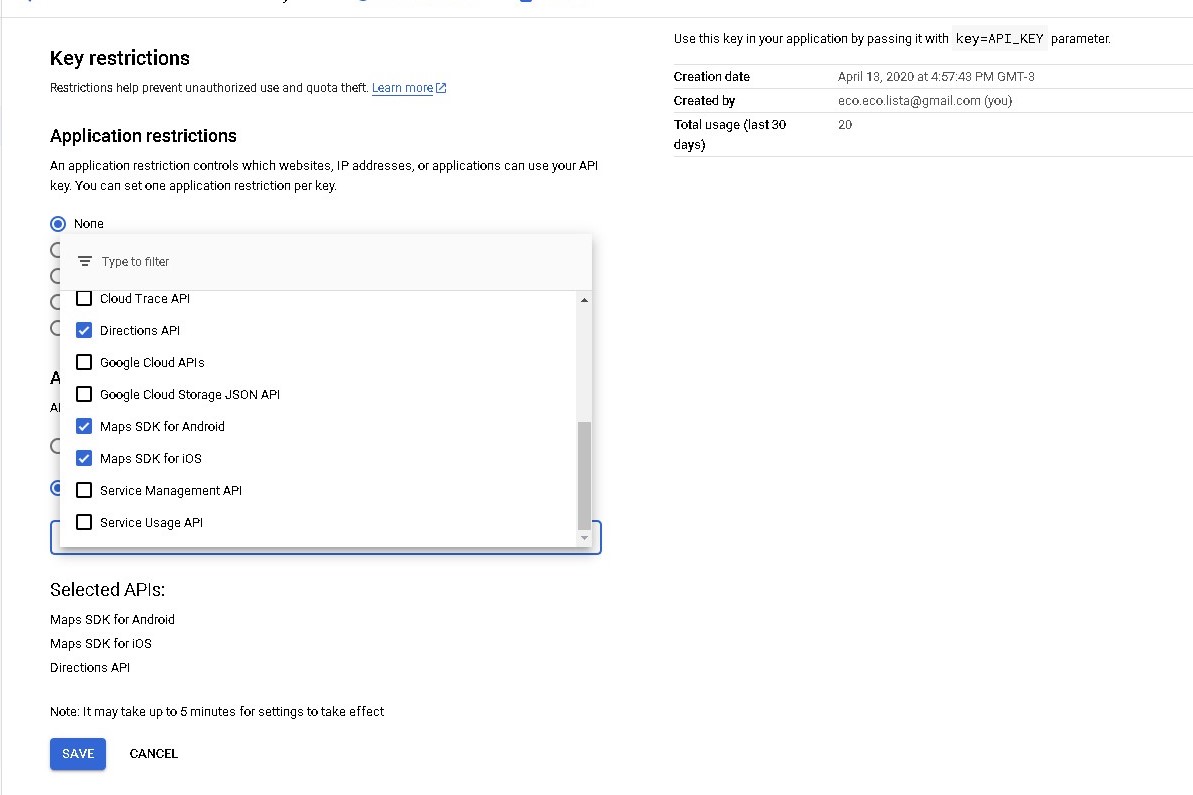 Key restrictions
Restrictions help prevent unauthorized use and quota theft. Learn more
Application restrictions
An application restriction controls which websites, IP addresses, or applications can use your API
key. You can set one application restriction per key.
None
Type to filter
Cloud Trace API
Directions API
Google Cloud APIs
Google Cloud Storage JSON API
Maps SDK for Android
Maps SDK for iOS
Service Management API
Service Usage API
Selected APIs:
Maps SDK for Android
Maps SDK for iOS
Directions API
Note: It may take up to 5 minutes for settings to take effect
SAVE CANCEL
Use this key in your application by passing it with key=API_KEY parameter.
Creation date April 13, 2020 at 4:57:43 PM GMT-3
Created by eco.eco.lista@gmail.com (you)
Total usage (last 30 20
days)